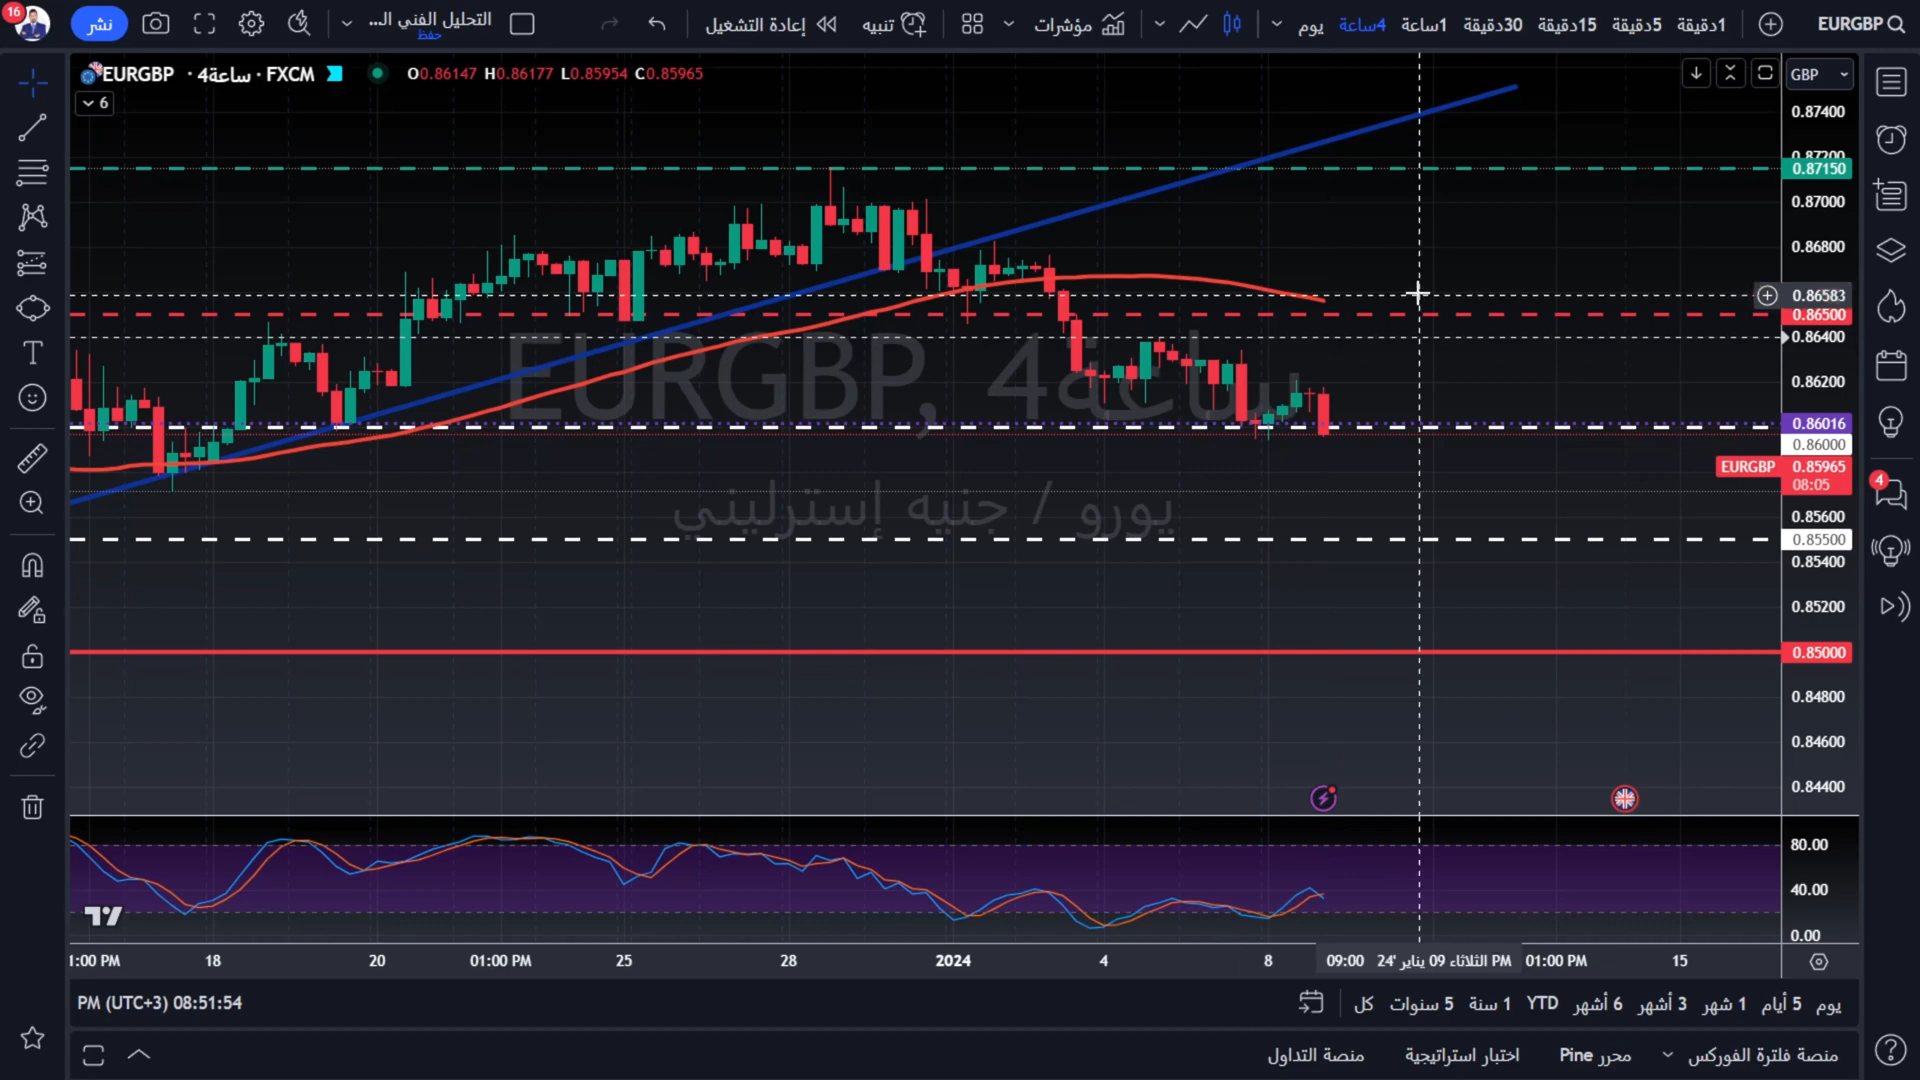 16
نشر
التحليل الفني الـ...
حفظ
إعادة التشغيل
تنبيه
مؤشرات
يوم
4ساعة
1ساعة
30دقيقة
15دقيقة
5دقيقة
1دقيقة
EURGBP
EURGBP · 4ساعة · FXCM
O0.86147 H0.86177 L0.85954 C0.85965
6
GBP
0.87400
0.87200
0.87150
0.87000
0.86800
0.86583
0.86500
0.86400
0.86200
0.86016
0.86000
EURGBP 0.85965
08:05
0.85600
0.85500
0.85400
0.85200
0.85000
0.84800
0.84600
0.84400
EURGBP, 4ساعة
يورو / جنيه إسترليني
4
80.00
40.00
0.00
1:00 PM
18
20
01:00 PM
25
28
2024
4
8
الثلاثاء 09 يناير '24 09:00 PM
01:00 PM
15
08:51:54 (UTC+3) PM
كل
5 سنوات
1 سنة
YTD
6 أشهر
3 أشهر
1 شهر
5 أيام
يوم
منصة فلترة الفوركس
محرر Pine
اختبار استراتيجية
منصة التداول